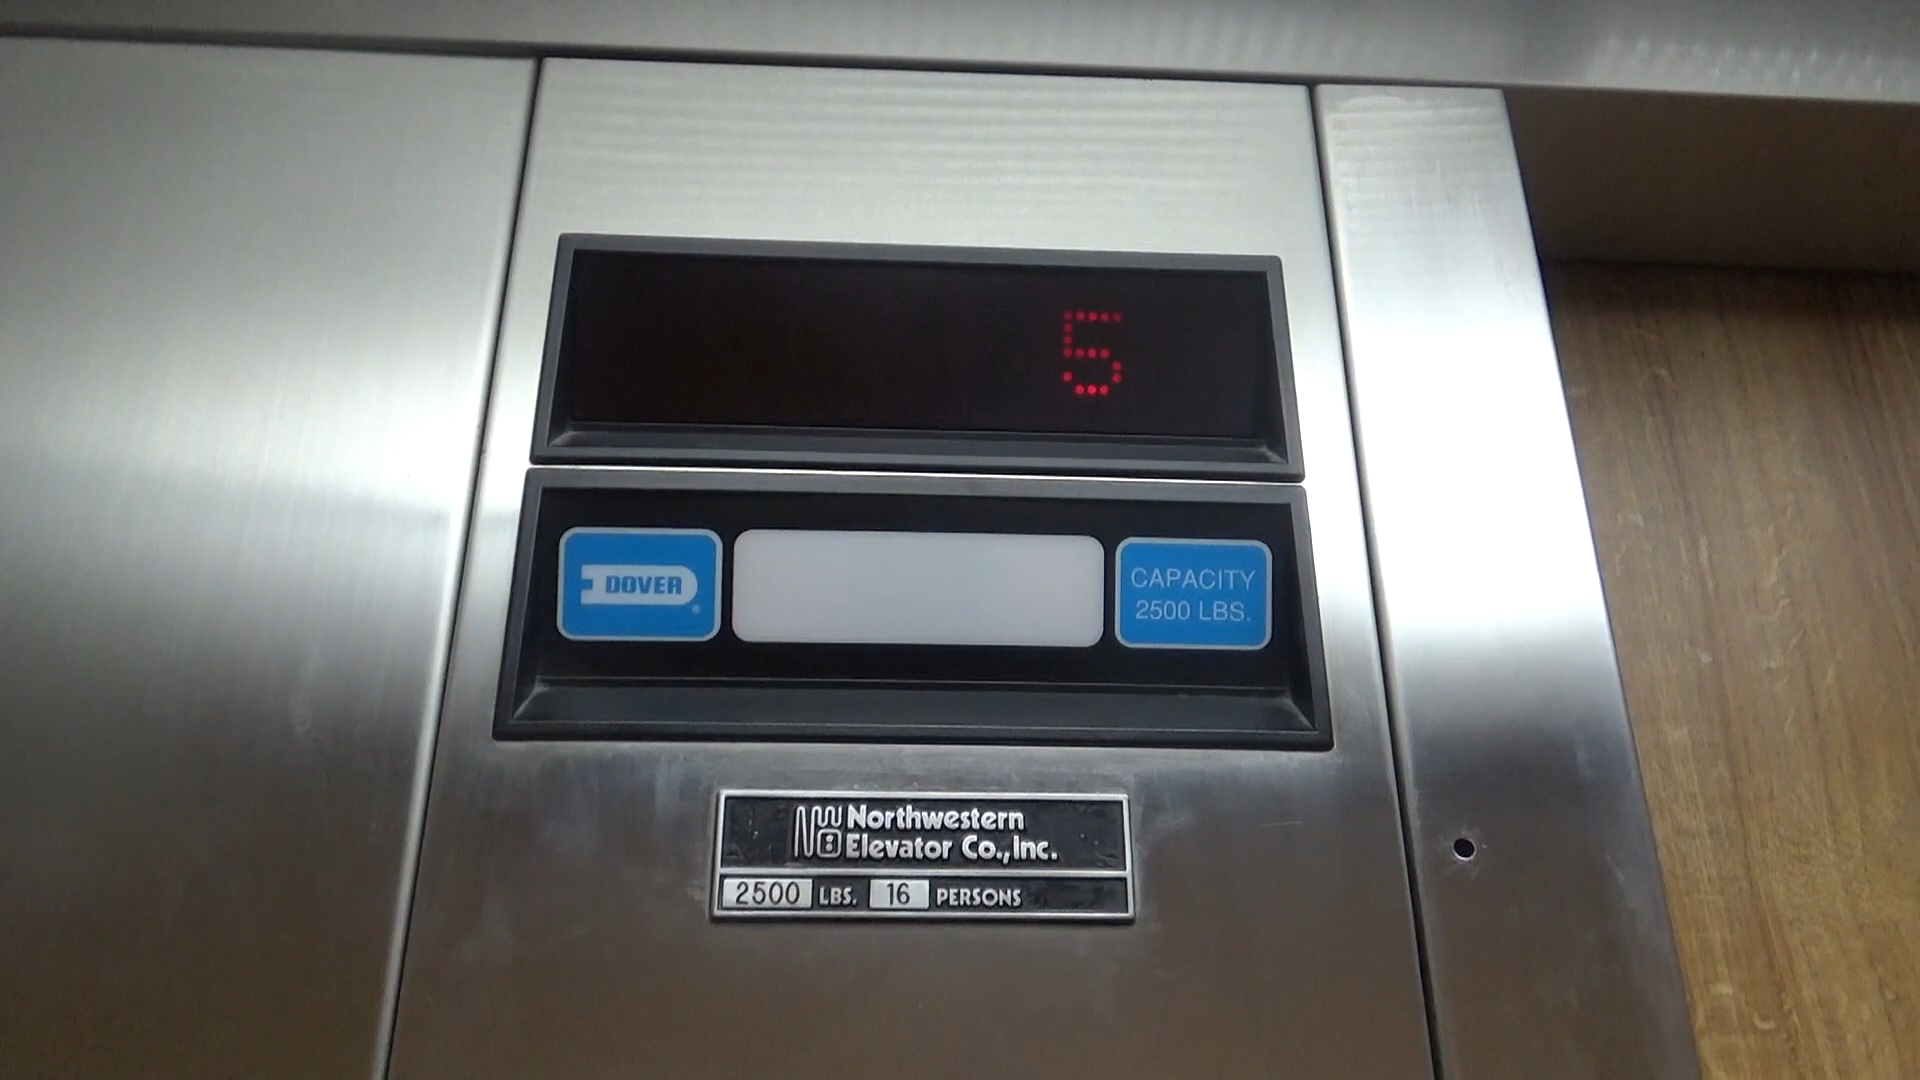 5
DOVER ®
CAPACITY
2500 LBS.
Northwestern
Elevator Co., Inc.
2500 LBS. 16 PERSONS